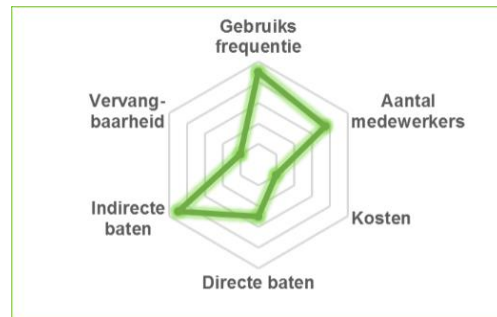 Gebruiks
frequentie
Aantal
medewerkers
Kosten
Directe baten
Indirecte
baten
Vervang-
baarheid